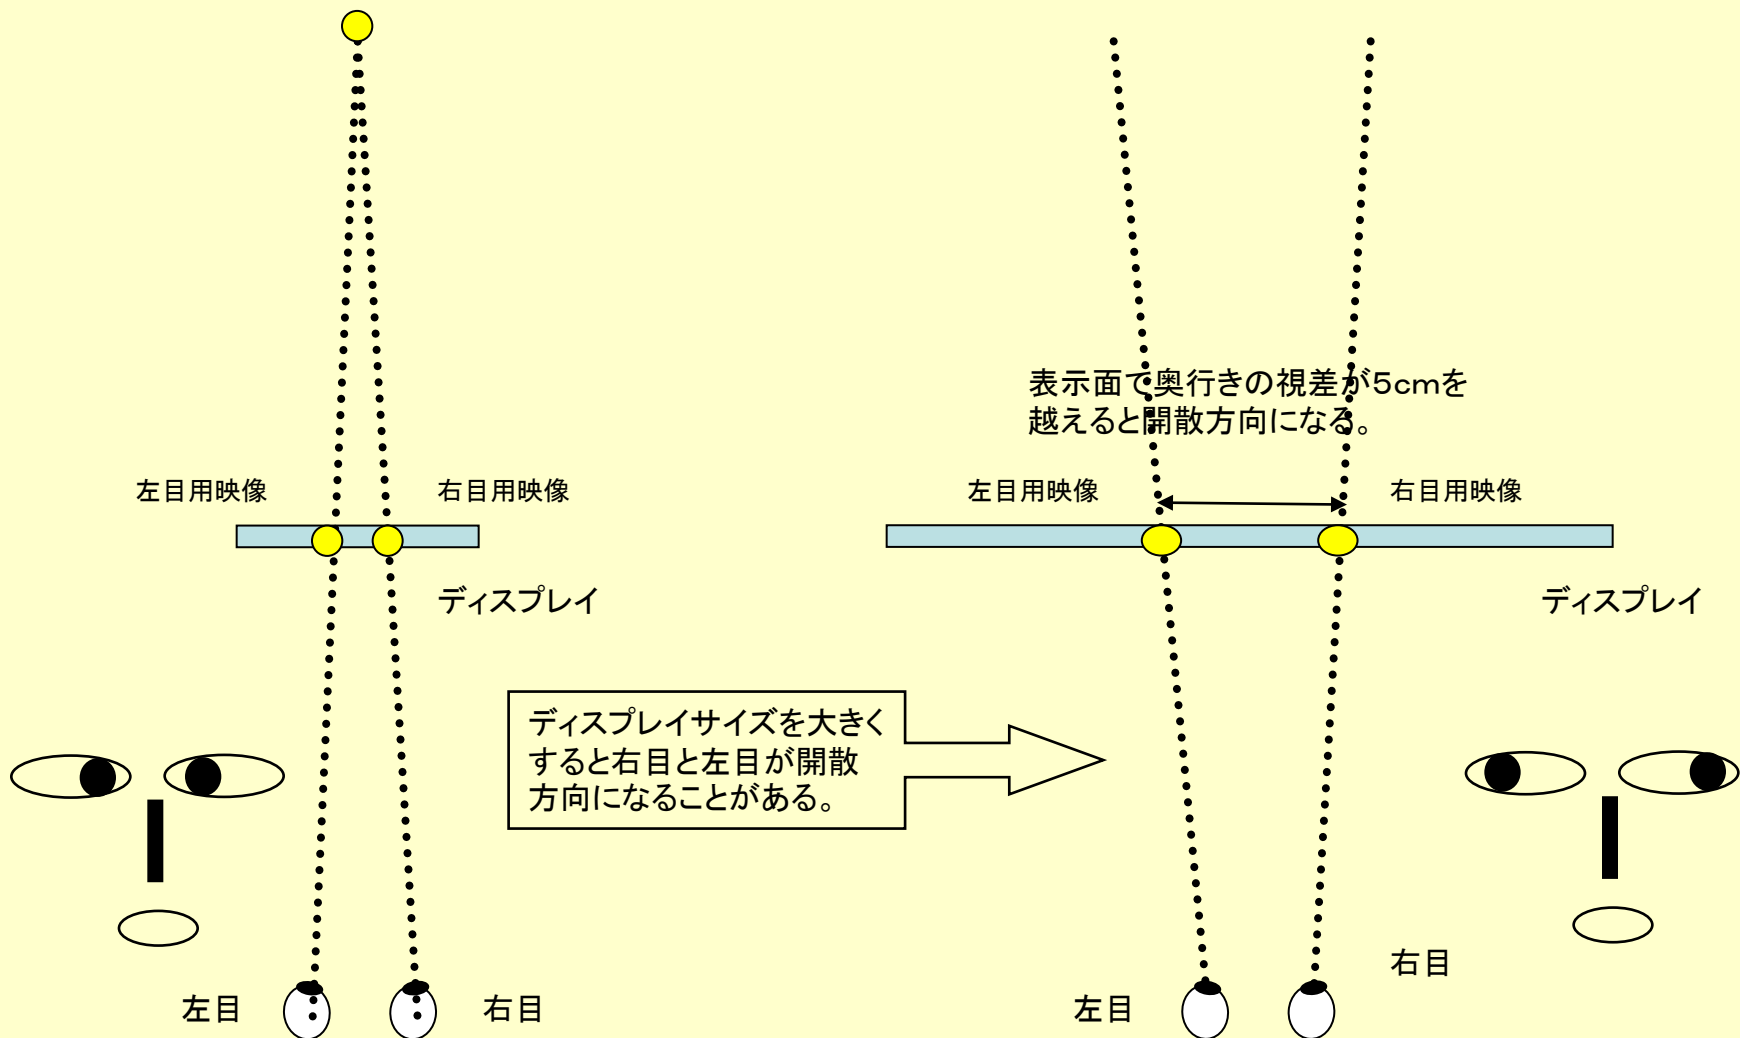 表示面で奥行きの視差が5cmを
越えると開散方向になる。
左目用映像
右目用映像
左目用映像
右目用映像
ディスプレイ
ディスプレイ
ディスプレイサイズを大きく
すると右目と左目が開散
方向になることがある。
左目
右目
左目
右目